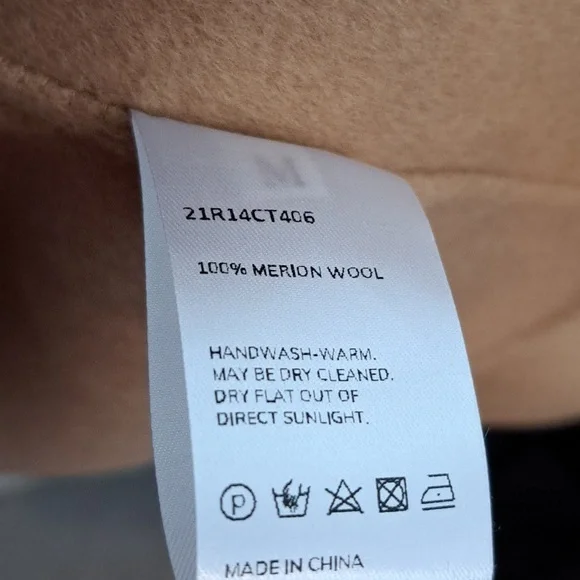 M
21R14CT406
100% MERION WOOL
HANDWASH-WARM.
MAY BE DRY CLEANED.
DRY FLAT OUT OF
DIRECT SUNLIGHT.
P
MADE IN CHINA